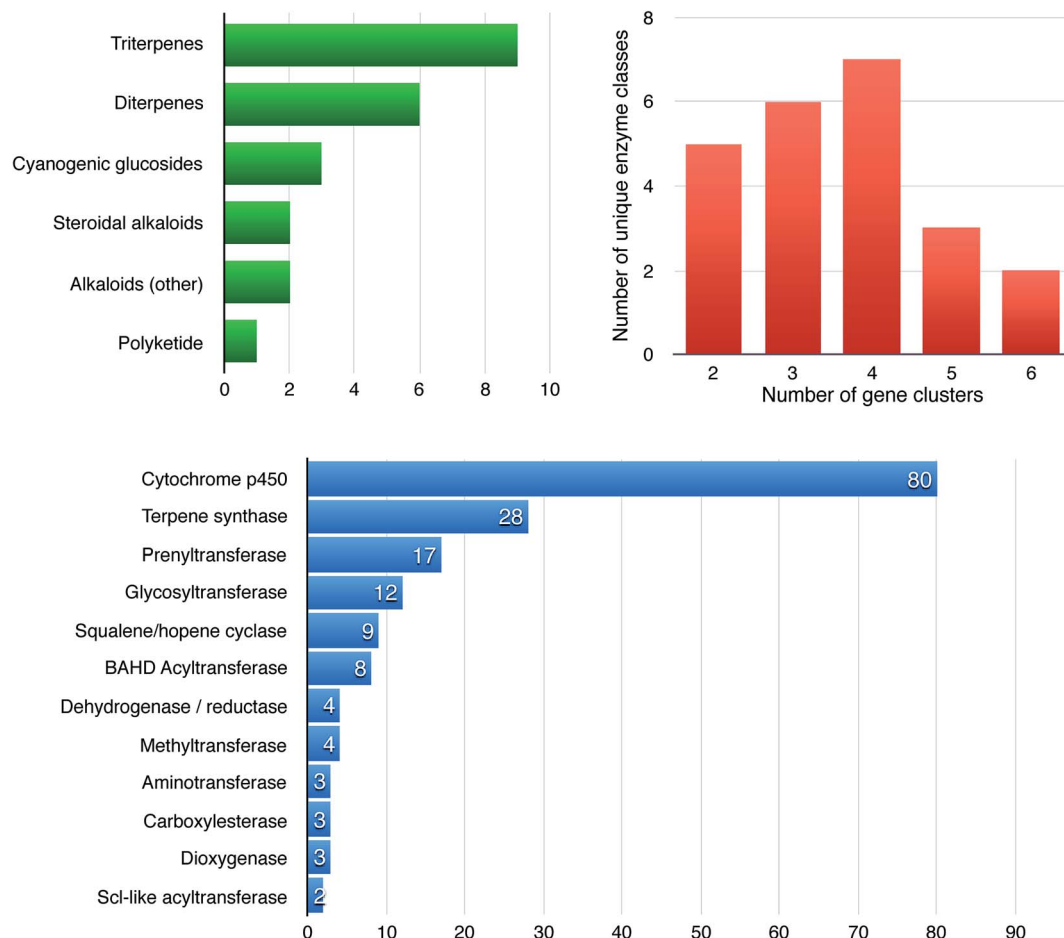 Triterpenes
Diterpenes
Cyanogenic glucosides
Steroidal alkaloids
Alkaloids (other)
Polyketide
0 2 4 6 8 10
Number of unique enzyme classes
8
6
4
2
0
2 3 4 5 6
Number of gene clusters
Cytochrome p450 80
Terpene synthase 28
Prenyltransferase 17
Glycosyltransferase 12
Squalene/hopene cyclase 9
BAHD Acyltransferase 8
Dehydrogenase / reductase 4
Methyltransferase 4
Aminotransferase 3
Carboxylesterase 3
Dioxygenase 3
Scl-like acyltransferase 2
0 10 20 30 40 50 60 70 80 90